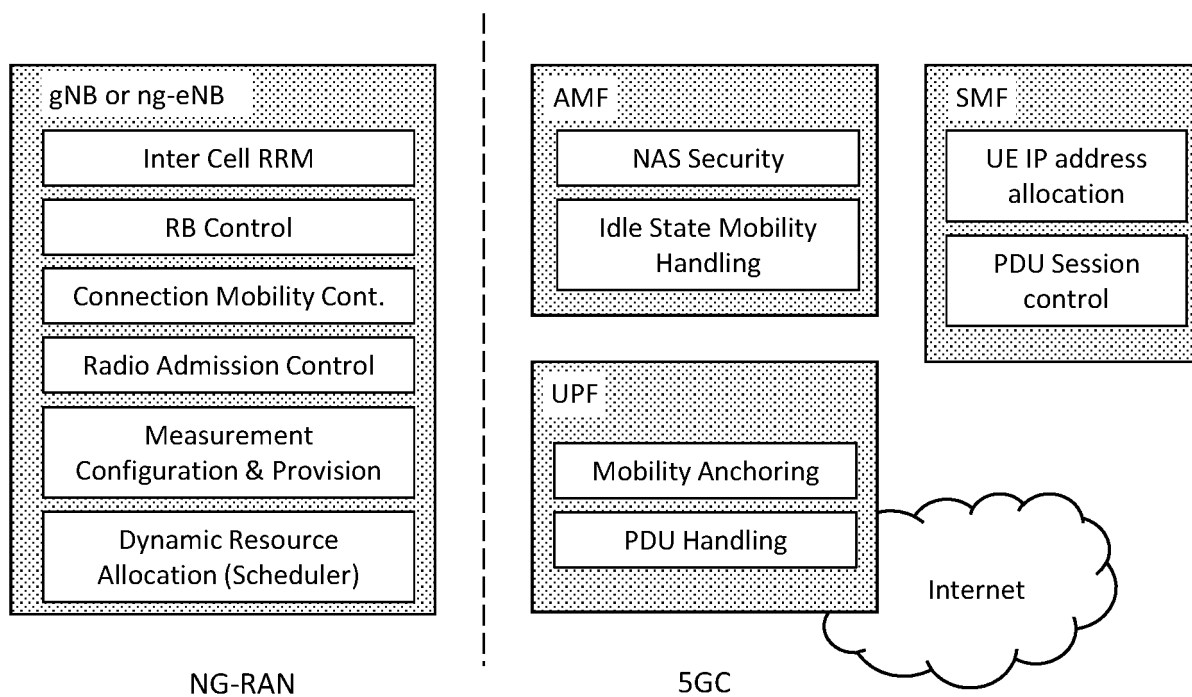 gNB or ng-eNB
Inter Cell RRM
RB Control
Connection Mobility Cont.
Radio Admission Control
Measurement
Configuration & Provision
Dynamic Resource
Allocation (Scheduler)
NG-RAN
AMF
NAS Security
Idle State Mobility
Handling
SMF
UE IP address
allocation
PDU Session
control
UPF
Mobility Anchoring
PDU Handling
Internet
5GC